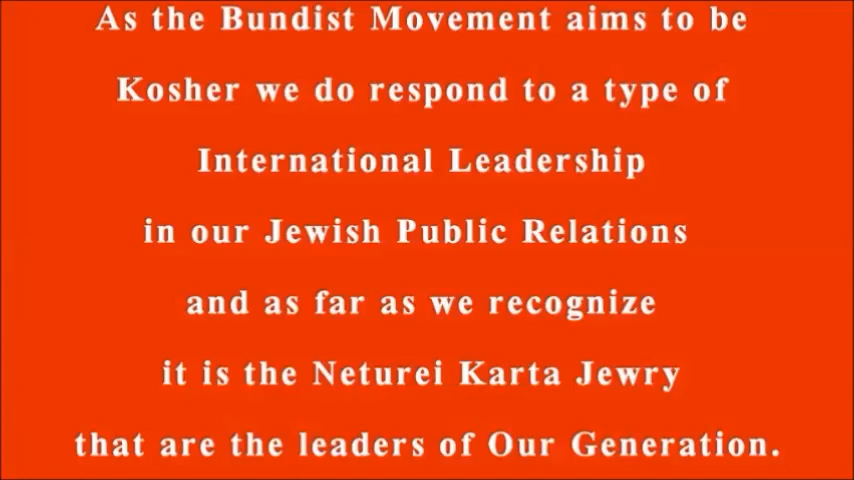 As the Bundist Movement aims to be
Kosher we do respond to a type of
International Leadership
in our Jewish Public Relations
and as far as we recognize
it is the Neturei Karta Jewry
that are the leaders of Our Generation.